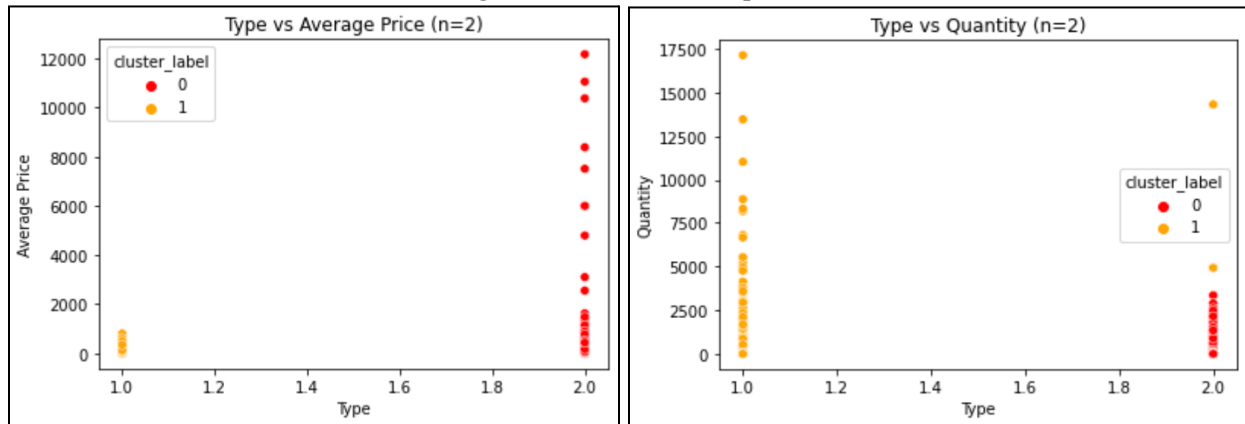 Type vs Average Price (n=2)
cluster_label
0
1
12000
10000
8000
6000
4000
2000
0
Average Price
1.0 1.2 1.4 1.6 1.8 2.0
Type
Type vs Quantity (n=2)
17500
15000
12500
10000
7500
5000
2500
0
Quantity
cluster_label
0
1
1.0 1.2 1.4 1.6 1.8 2.0
Type